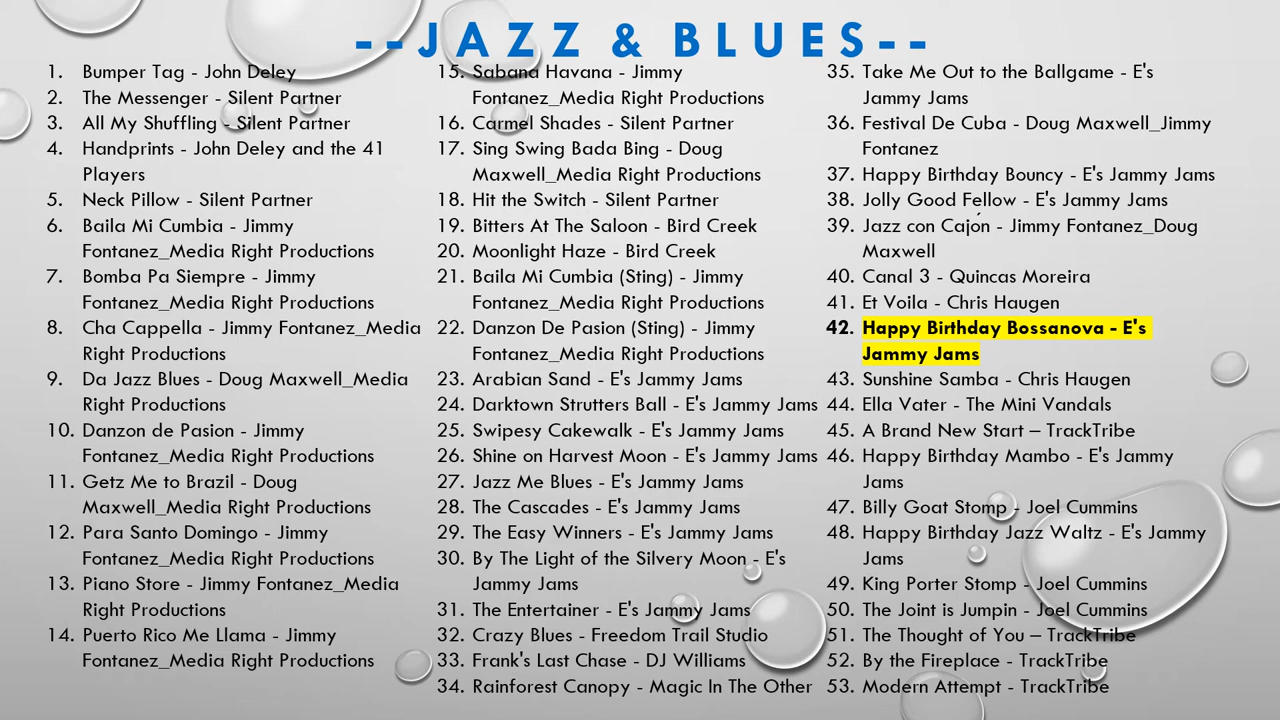 --JAZZ & BLUES--
1. Bumper Tag - John Deley
2. The Messenger - Silent Partner
3. All My Shuffling - Silent Partner
4. Handprints - John Deley and the 41
Players
5. Neck Pillow - Silent Partner
6. Baila Mi Cumbia - Jimmy
Fontanez_Media Right Productions
7. Bomba Pa Siempre - Jimmy
Fontanez_Media Right Productions
8. Cha Cappella - Jimmy Fontanez_Media
Right Productions
9. Da Jazz Blues - Doug Maxwell_Media
Right Productions
10. Danzon de Pasion - Jimmy
Fontanez_Media Right Productions
11. Getz Me to Brazil - Doug
Maxwell_Media Right Productions
12. Para Santo Domingo - Jimmy
Fontanez_Media Right Productions
13. Piano Store - Jimmy Fontanez_Media
Right Productions
14. Puerto Rico Me Llama - Jimmy
Fontanez_Media Right Productions
15. Sabana Havana - Jimmy
Fontanez_Media Right Productions
16. Carmel Shades - Silent Partner
17. Sing Swing Bada Bing - Doug
Maxwell_Media Right Productions
18. Hit the Switch - Silent Partner
19. Bitters At The Saloon - Bird Creek
20. Moonlight Haze - Bird Creek
21. Baila Mi Cumbia (Sting) - Jimmy
Fontanez_Media Right Productions
22. Danzon De Pasion (Sting) - Jimmy
Fontanez_Media Right Productions
23. Arabian Sand - E's Jammy Jams
24. Darktown Strutters Ball - E's Jammy Jams
25. Swipesy Cakewalk - E's Jammy Jams
26. Shine on Harvest Moon - E's Jammy Jams
27. Jazz Me Blues - E's Jammy Jams
28. The Cascades - E's Jammy Jams
29. The Easy Winners - E's Jammy Jams
30. By The Light of the Silvery Moon - E's
Jammy Jams
31. The Entertainer - E's Jammy Jams
32. Crazy Blues - Freedom Trail Studio
33. Frank's Last Chase - DJ Williams
34. Rainforest Canopy - Magic In The Other
35. Take Me Out to the Ballgame - E's
Jammy Jams
36. Festival De Cuba - Doug Maxwell_Jimmy
Fontanez
37. Happy Birthday Bouncy - E's Jammy Jams
38. Jolly Good Fellow - E's Jammy Jams
39. Jazz con Cajón - Jimmy Fontanez_Doug
Maxwell
40. Canal 3 - Quincas Moreira
41. Et Voila - Chris Haugen
42. Happy Birthday Bossanova - E's
Jammy Jams
43. Sunshine Samba - Chris Haugen
44. Ella Vater - The Mini Vandals
45. A Brand New Start – TrackTribe
46. Happy Birthday Mambo - E's Jammy
Jams
47. Billy Goat Stomp - Joel Cummins
48. Happy Birthday Jazz Waltz - E's Jammy
Jams
49. King Porter Stomp - Joel Cummins
50. The Joint is Jumpin - Joel Cummins
51. The Thought of You – TrackTribe
52. By the Fireplace - TrackTribe
53. Modern Attempt - TrackTribe